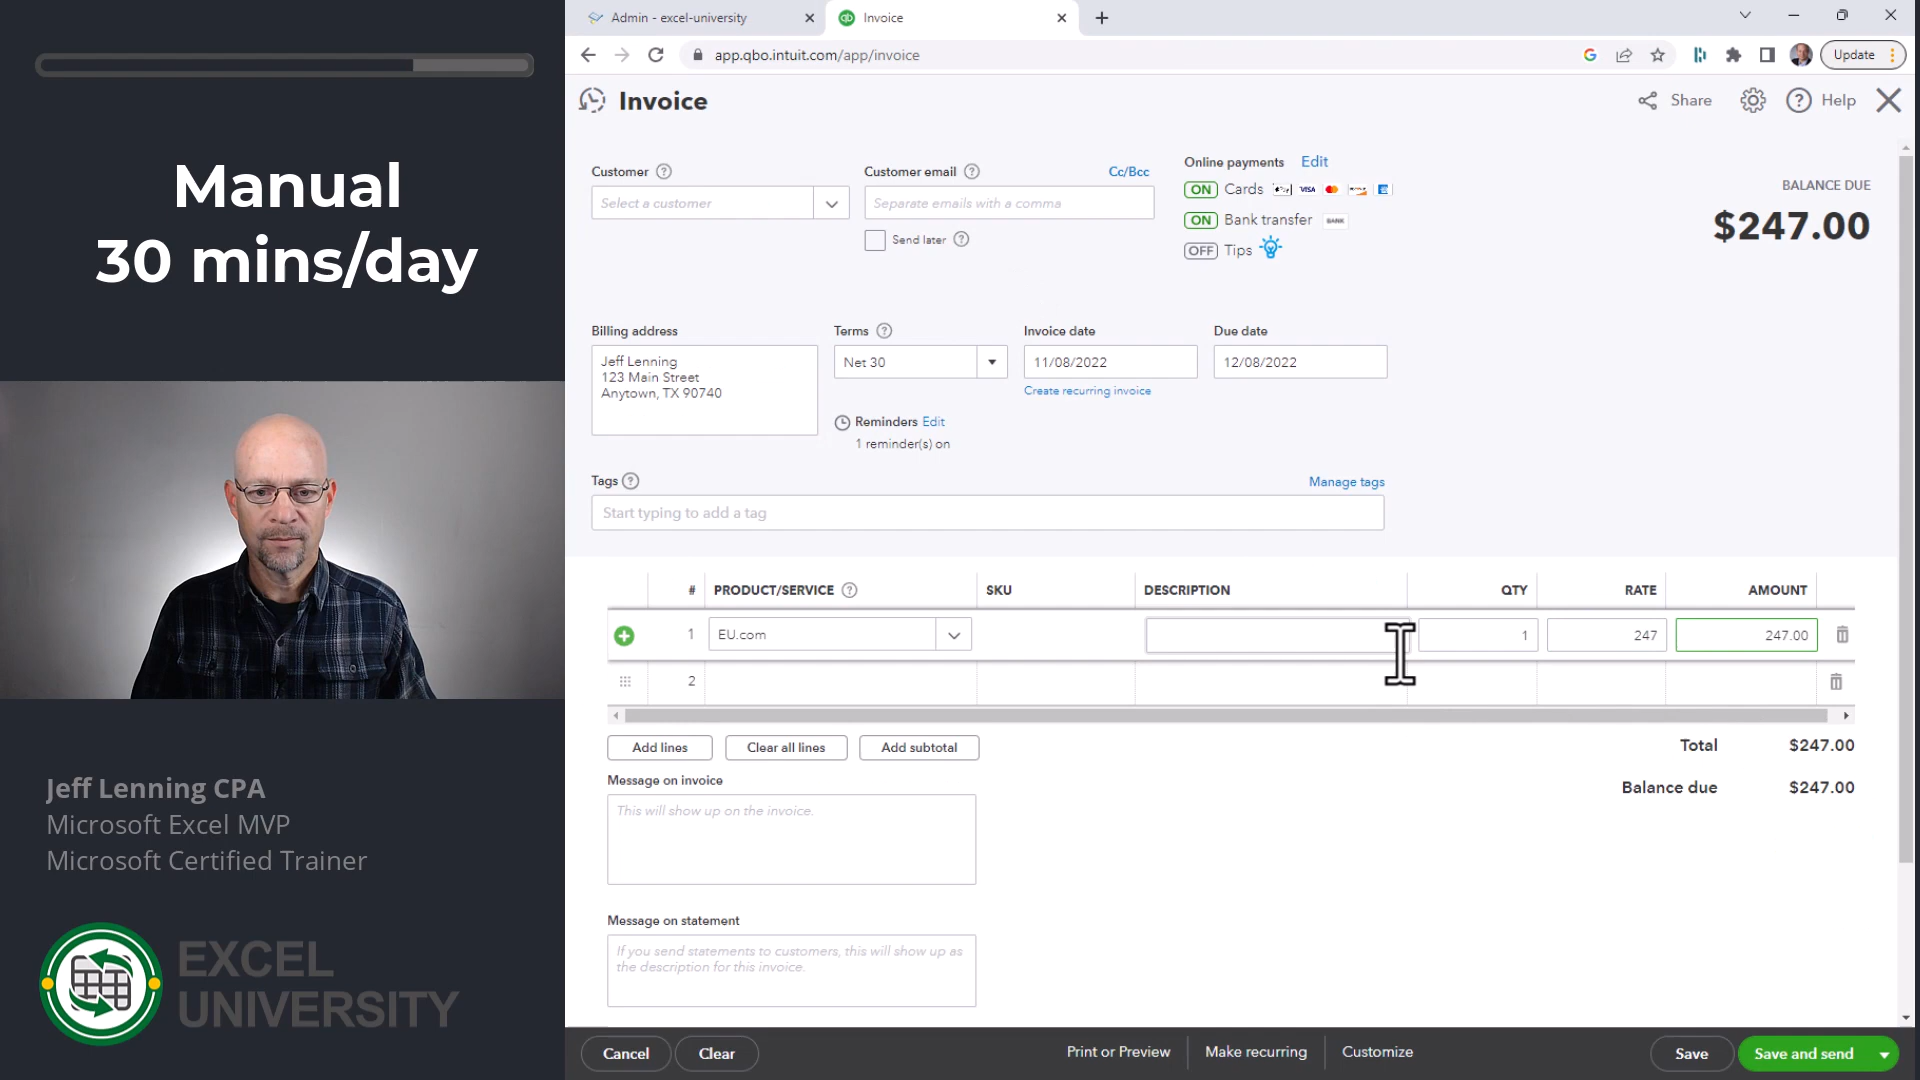 Manual
30 mins/day
Jeff Lenning CPA
Microsoft Excel MVP
Microsoft Certified Trainer
EXCEL
UNIVERSITY
Admin - excel-university
Invoice
app.qbo.intuit.com/app/invoice
Update
Invoice
Share
Help
Customer
Select a customer
Customer email
Cc/Bcc
Separate emails with a comma
Send later
Online payments Edit
ON Cards VISA
ON Bank transfer BANK
OFF Tips
BALANCE DUE
$247.00
Billing address
Jeff Lenning
123 Main Street
Anytown, TX 90740
Terms
Net 30
Invoice date
11/08/2022
Create recurring invoice
Due date
12/08/2022
Reminders Edit
1 reminder(s) on
Tags
Manage tags
Start typing to add a tag
# PRODUCT/SERVICE SKU DESCRIPTION QTY RATE AMOUNT
1 EU.com 1 247 247.00
2
Add lines Clear all lines Add subtotal
Total $247.00
Balance due $247.00
Message on invoice
This will show up on the invoice.
Message on statement
If you send statements to customers, this will show up as
the description for this invoice.
Cancel Clear Print or Preview Make recurring Customize Save Save and send